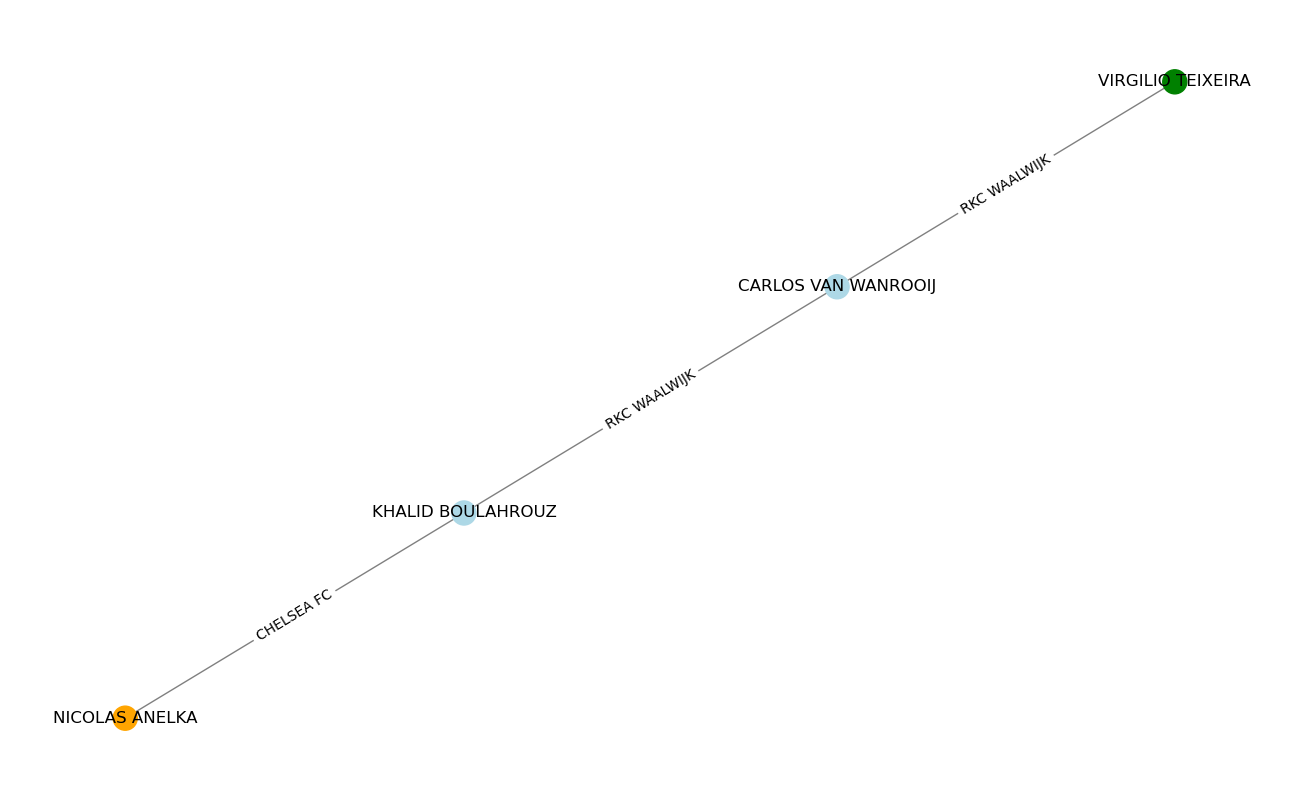 VIRGILIO TEIXEIRA
RKC WAALWIJK
CARLOS VAN WANROOIJ
RKC WAALWIJK
KHALID BOULAHROUZ
CHELSEA FC
NICOLAS ANELKA